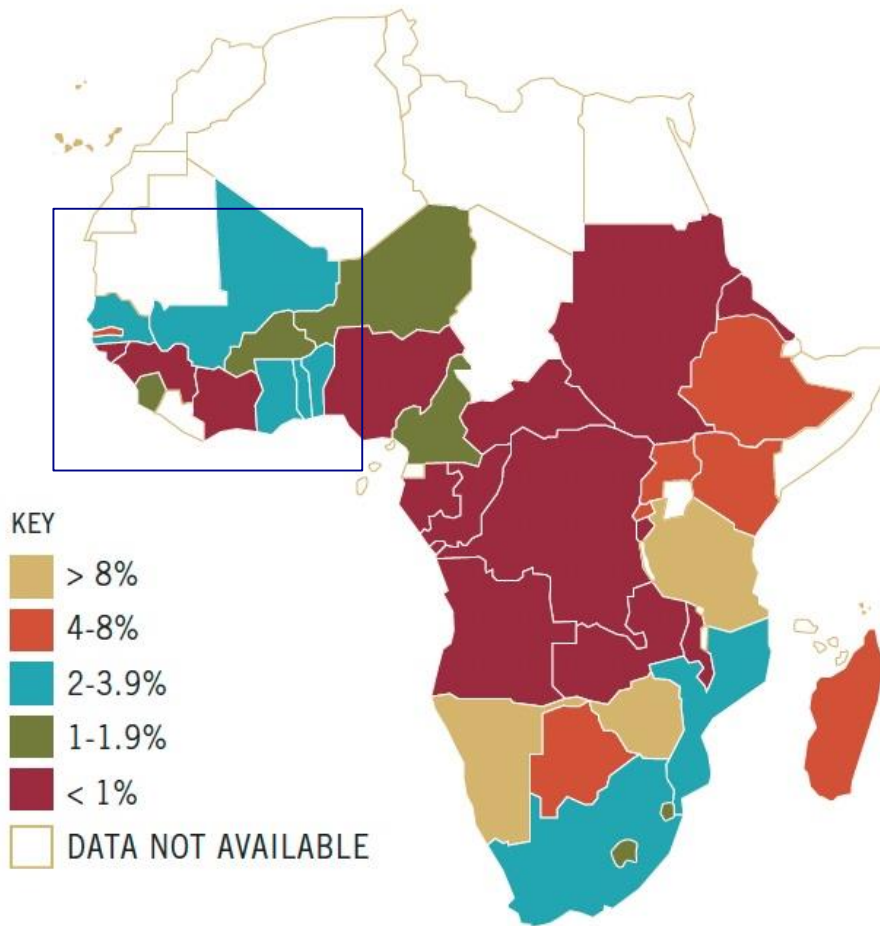 KEY
> 8%
4-8%
2-3.9%
1-1.9%
< 1%
DATA NOT AVAILABLE